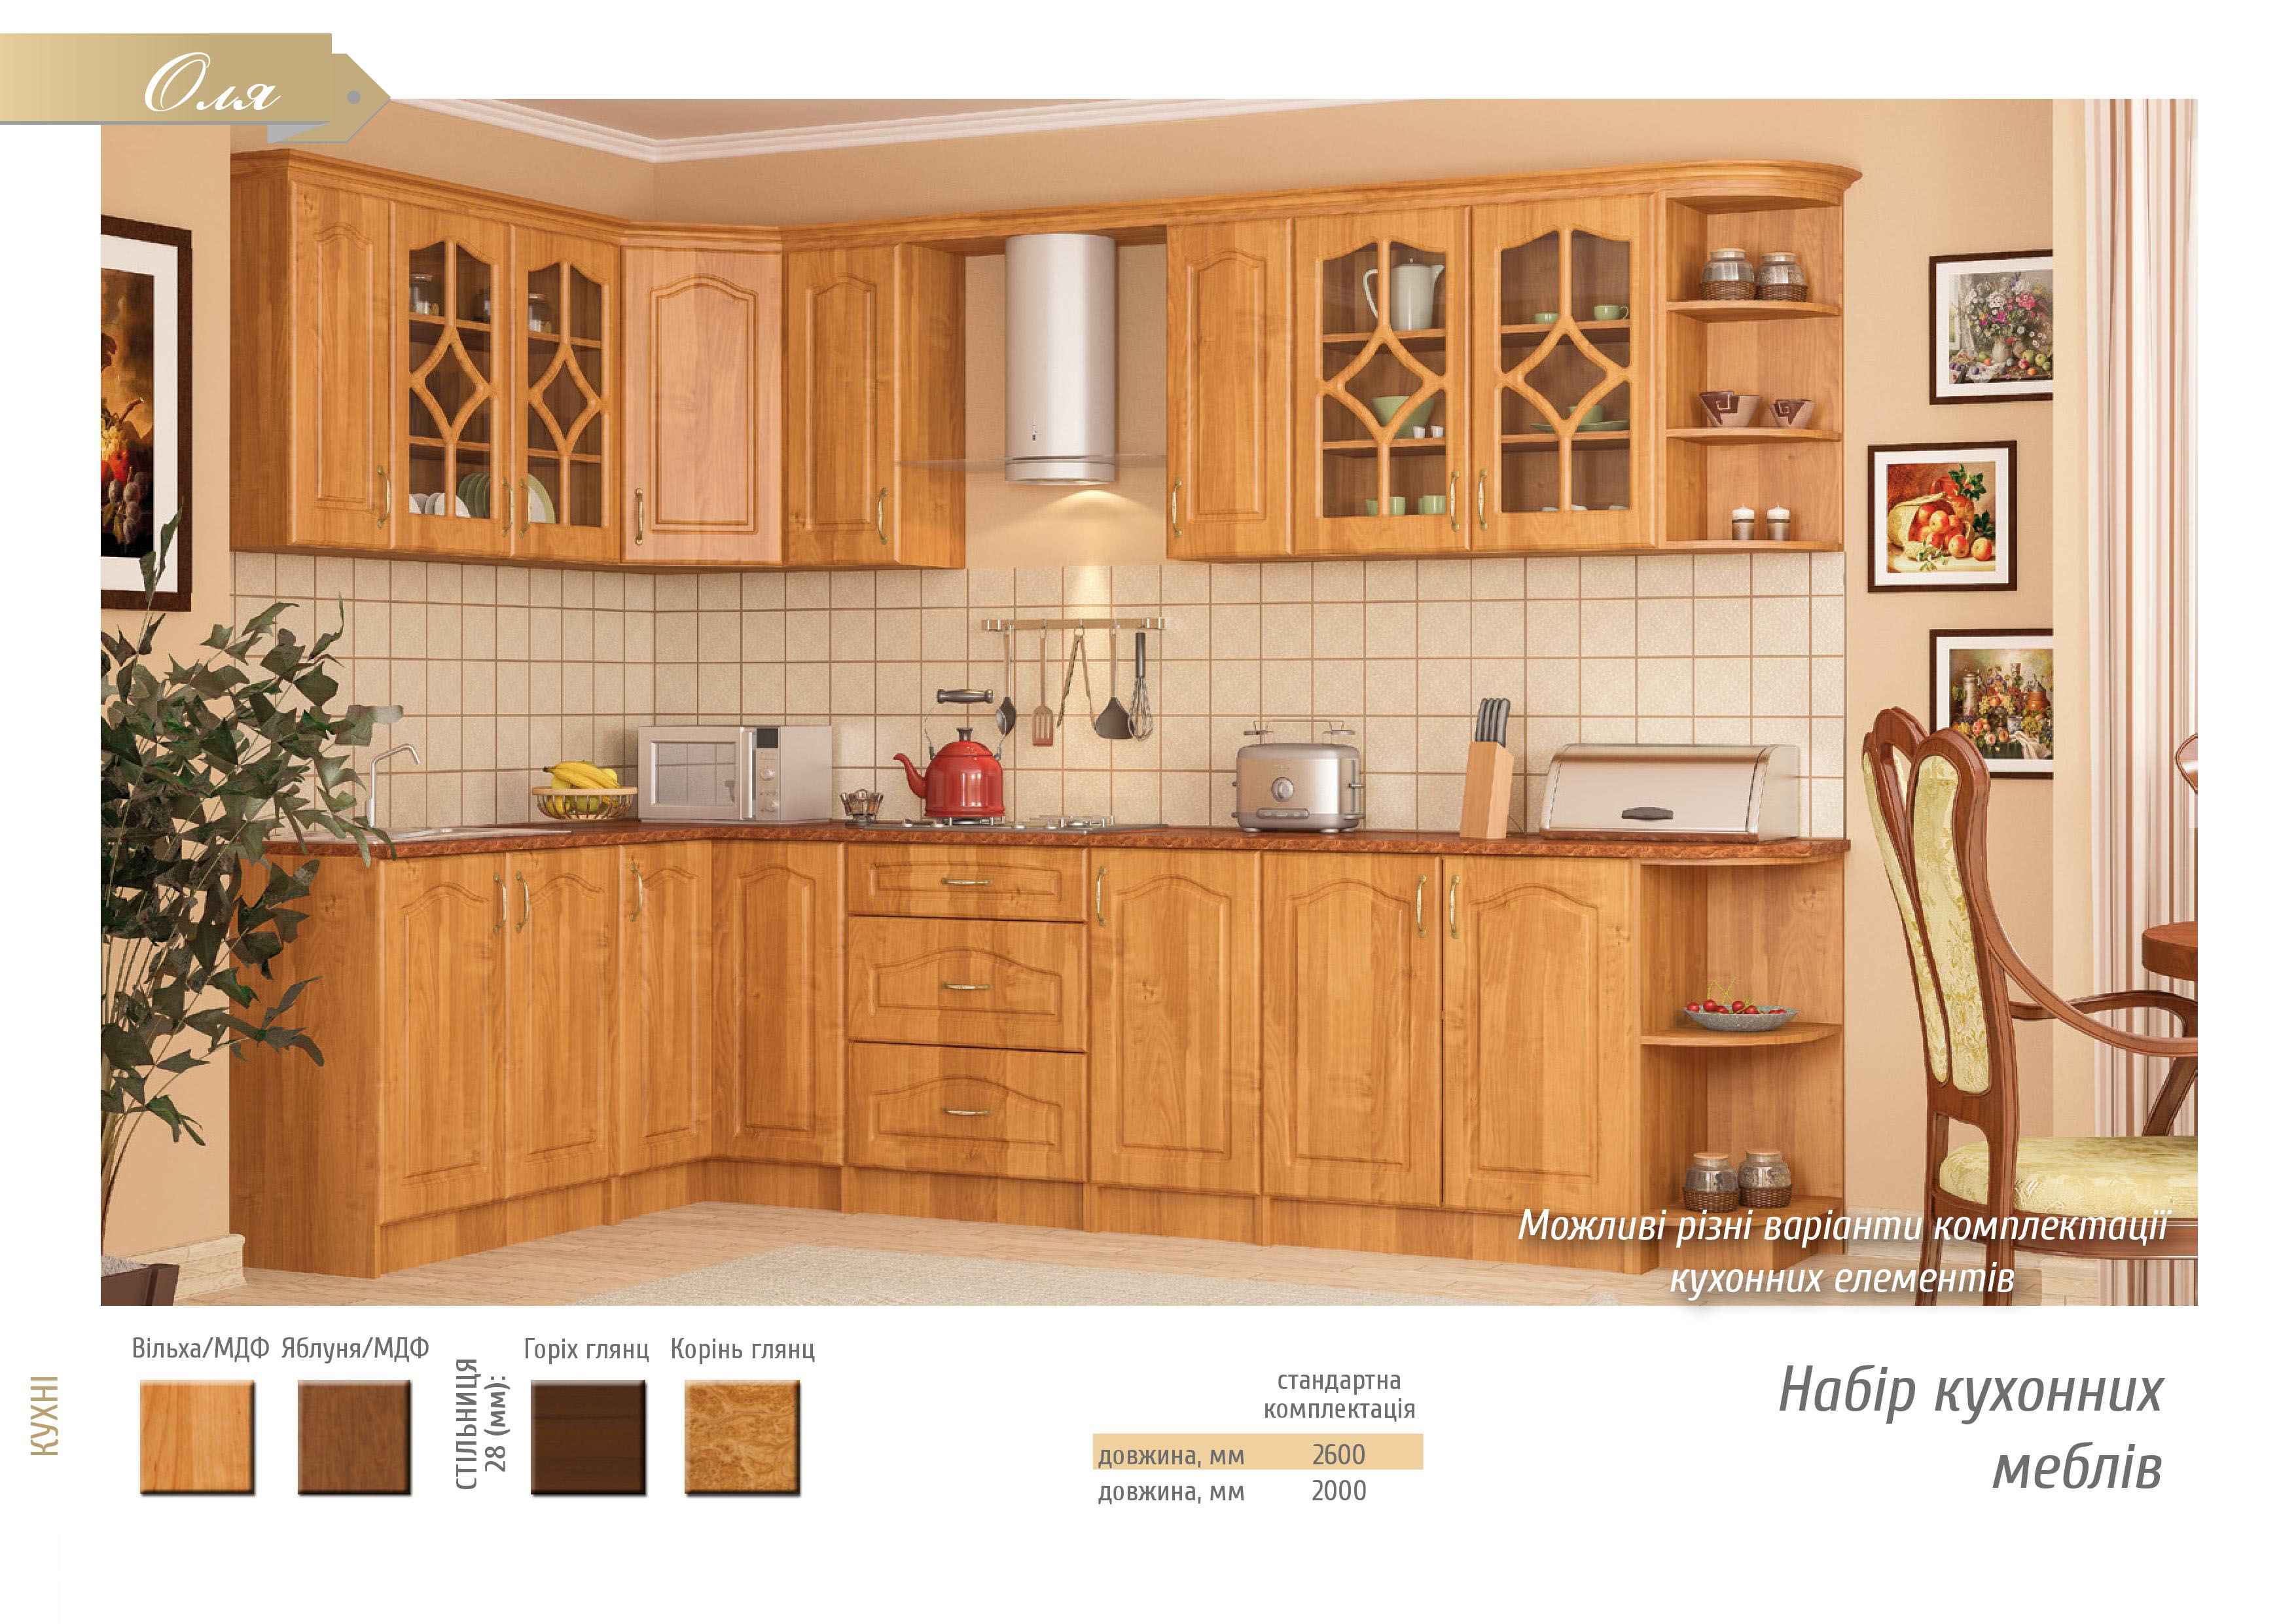 Оля
Можливі різні варіанти комплектації
кухонних елементів
Вільха/МДФ
Яблуня/МДФ
СТІЛЬНИЦЯ
28 (мм):
Горіх глянц
Корінь глянц
КУХНІ
стандартна
комплектація
довжина, мм 2600
довжина, мм 2000
Набір кухонних
меблів